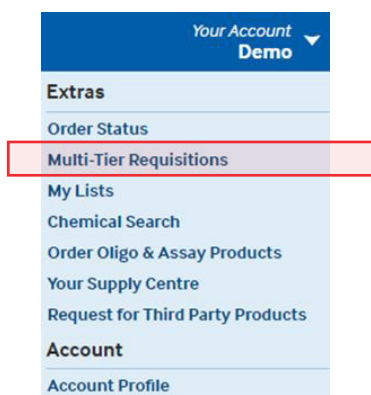 Your Account
Demo
Extras
Order Status
Multi-Tier Requisitions
My Lists
Chemical Search
Order Oligo & Assay Products
Your Supply Centre
Request for Third Party Products
Account
Account Profile